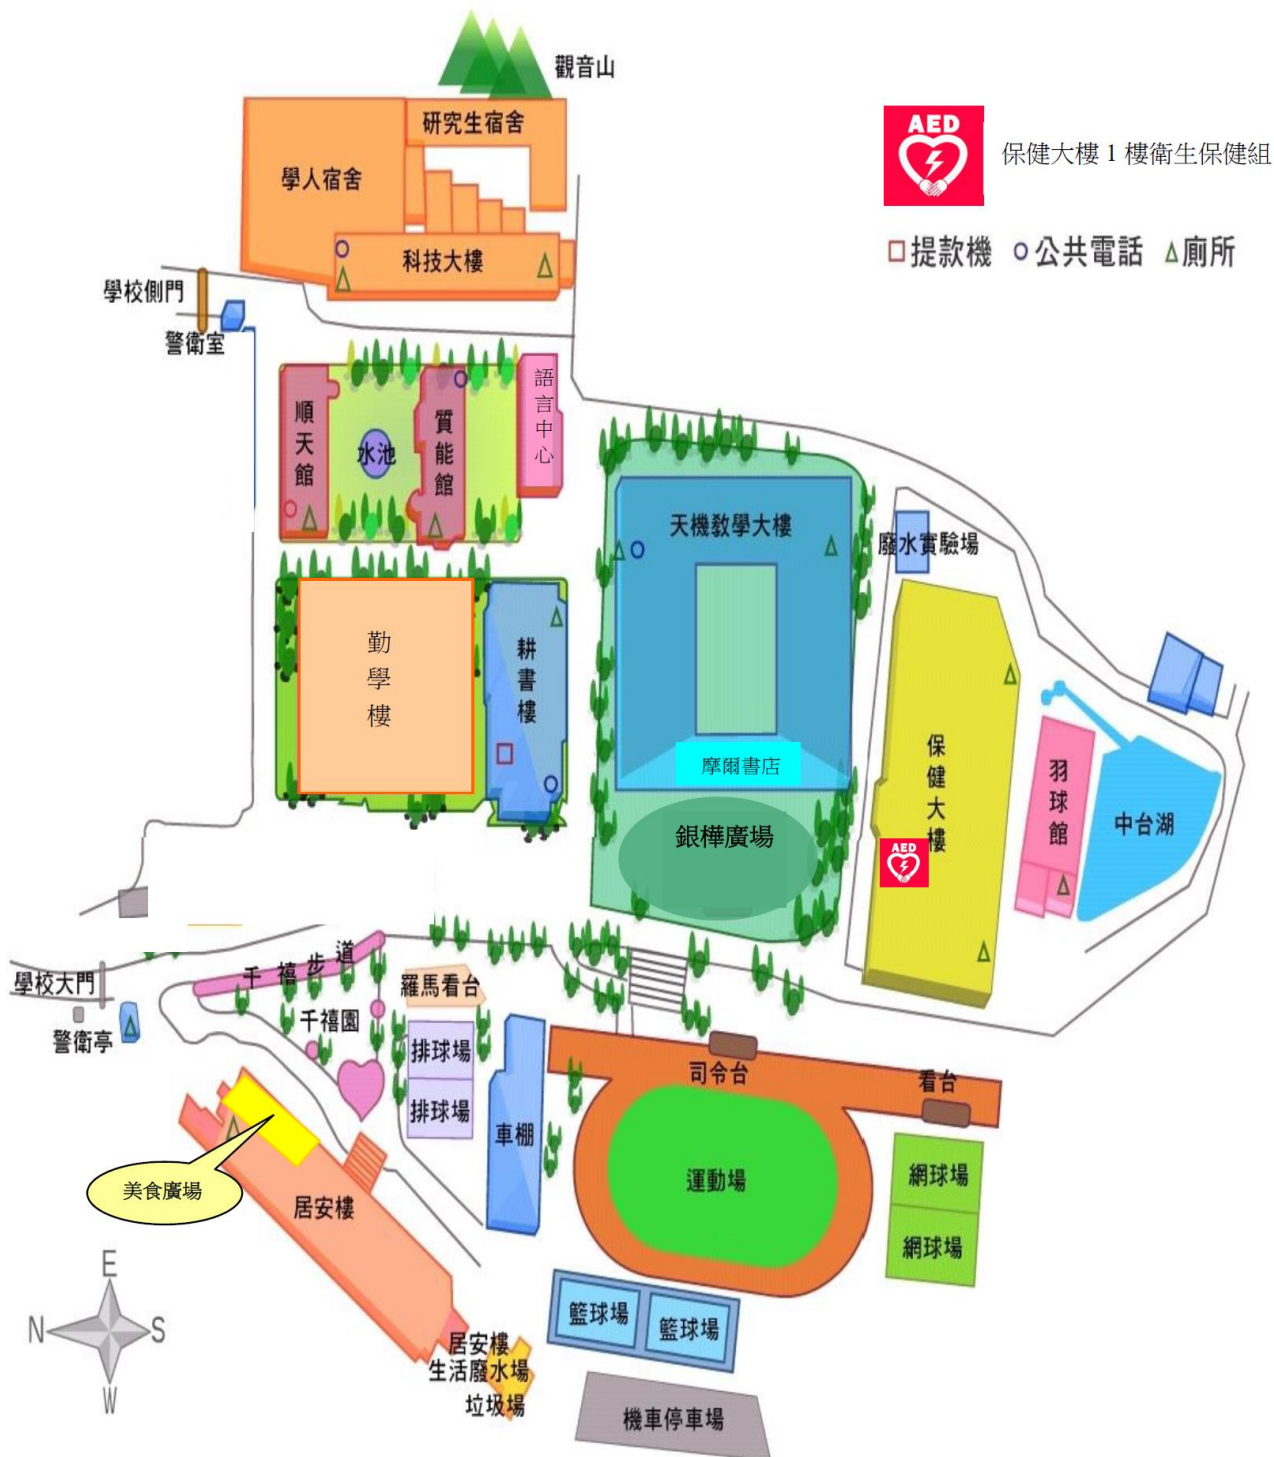 觀音山
研究生宿舍
AED
保健大樓 1 樓衛生保健組
學人宿舍
科技大樓
提款機 公共電話 廁所
學校側門
警衛室
語言中心
順天館
水池
質能館
天機教學大樓
廢水實驗場
勤學樓
耕書樓
保健大樓
摩爾書店
羽球館
中台湖
銀樺廣場
AED
千禧步道
學校大門
羅馬看台
千禧園
警衛亭
排球場
司令台
看台
排球場
車棚
美食廣場
運動場
網球場
居安樓
網球場
E
N S
W
籃球場
籃球場
居安樓
生活廢水場
垃圾場
機車停車場